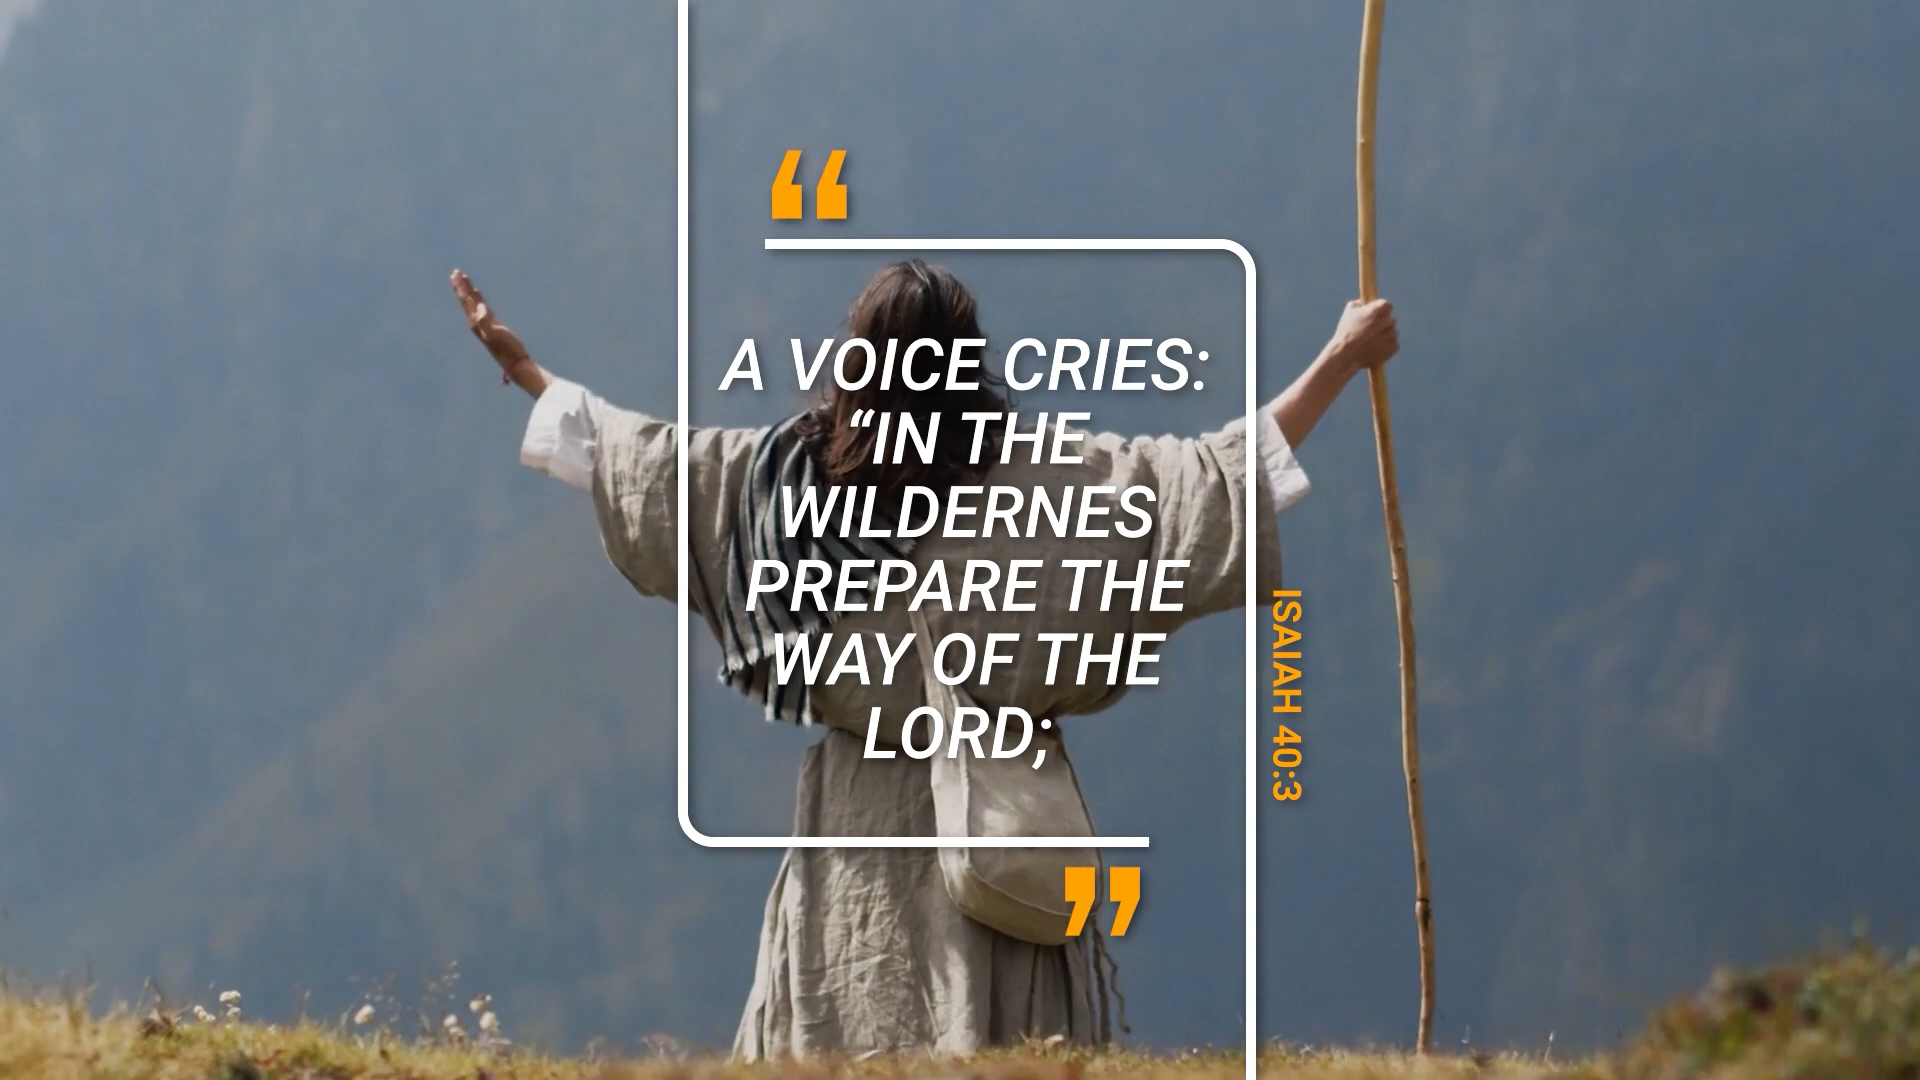 “
A VOICE CRIES:
“IN THE
WILDERNES
PREPARE THE
WAY OF THE
LORD;
”
ISAIAH 40:3